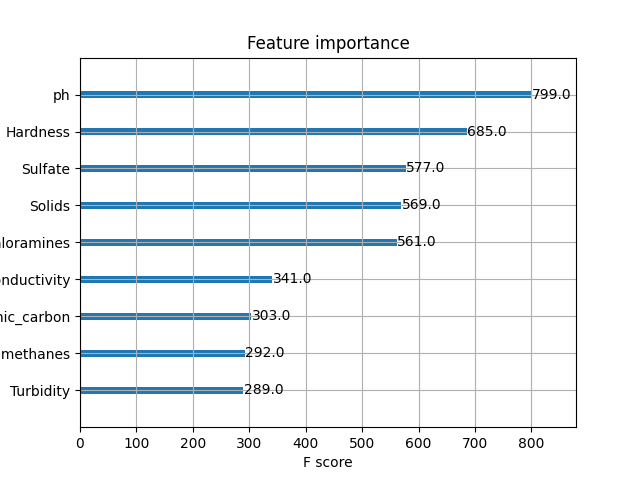 Feature importance
ph
799.0
Hardness
685.0
Sulfate
577.0
Solids
569.0
loramines
561.0
onductivity
341.0
nic_carbon
303.0
methanes
292.0
Turbidity
289.0
0 100 200 300 400 500 600 700 800
F score